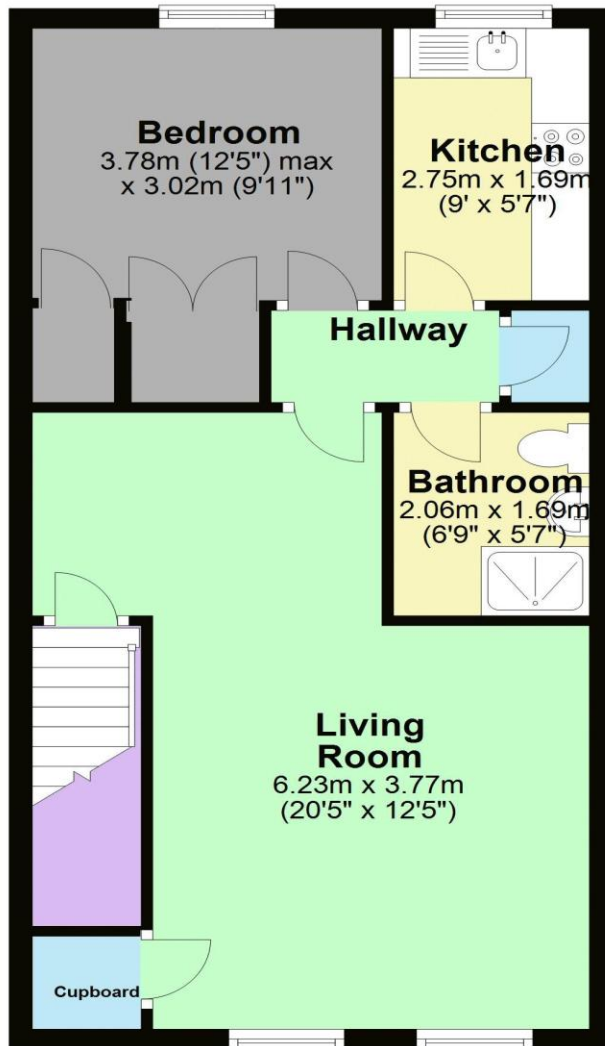 Bedroom
3.78m (12'5") max
x 3.02m (9'11")
Kitchen
2.75m x 1.69m
(9' x 5'7")
Hallway
Bathroom
2.06m x 1.69m
(6'9" x 5'7")
Living
Room
6.23m x 3.77m
(20'5" x 12'5")
Cupboard